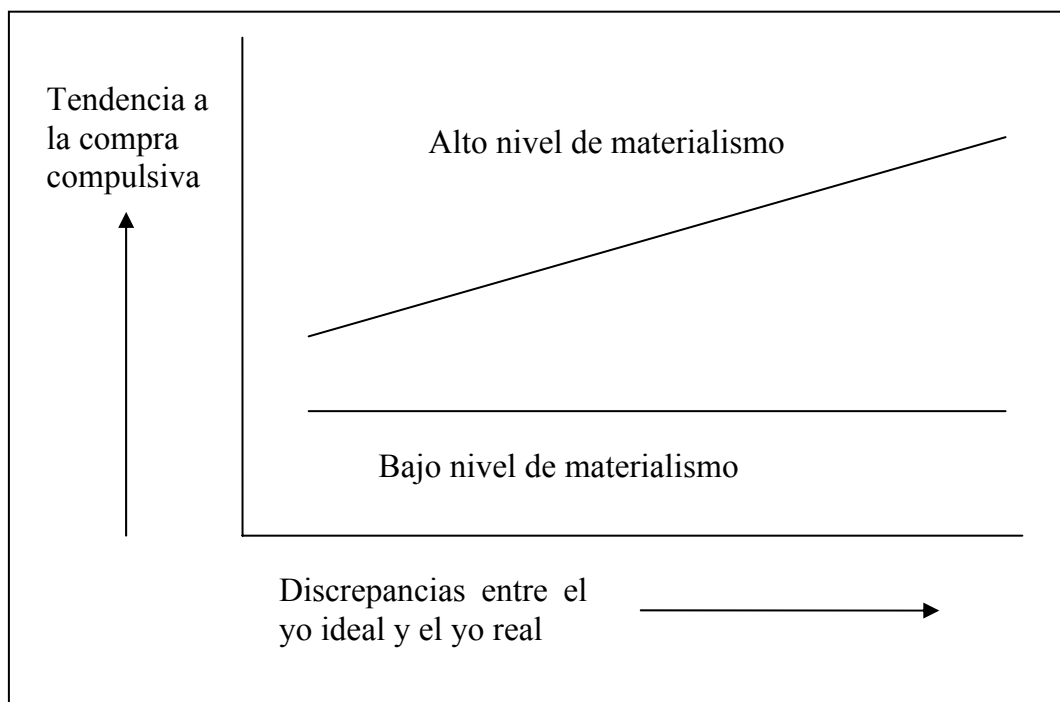 Tendencia a
la compra
compulsiva
Alto nivel de materialismo
Bajo nivel de materialismo
Discrepancias entre el
yo ideal y el yo real